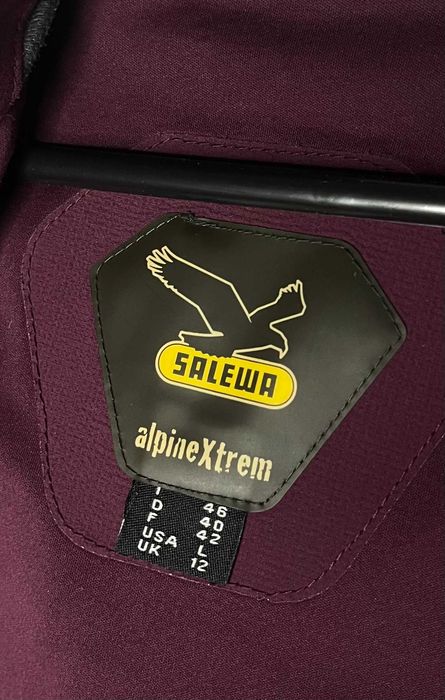 SALEWA
alpineXtrem
I 46
D 40
F 42
USA L
UK 12